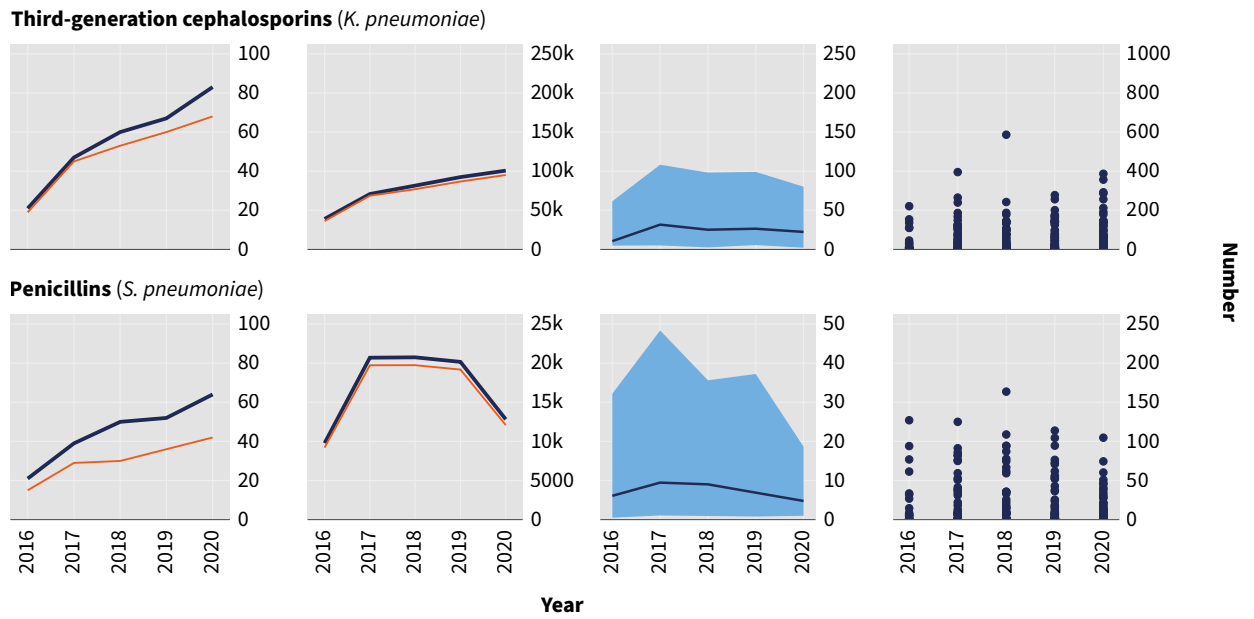 Third-generation cephalosporins (K. pneumoniae)
100 250k 250 1000
80 200k 200 800
60 150k 150 600
40 100k 100 400
20 50k 50 200
0 0 0 0
Number
Penicillins (S. pneumoniae)
100 25k 50 250
80 20k 40 200
60 15k 30 150
40 10k 20 100
20 5000 10 50
0 0 0 0
2016 2017 2018 2019 2020 2016 2017 2018 2019 2020 2016 2017 2018 2019 2020 2016 2017 2018 2019 2020
Year